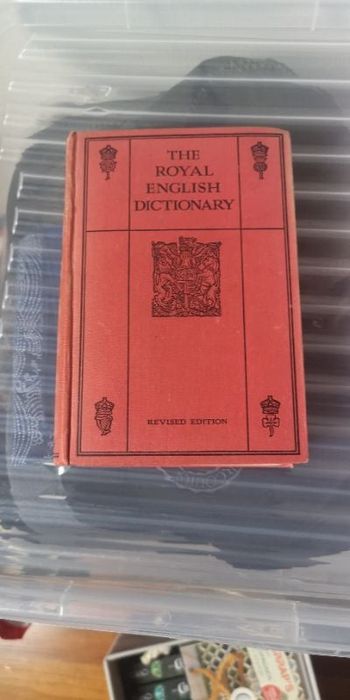 THE
ROYAL
ENGLISH
DICTIONARY
REVISED EDITION